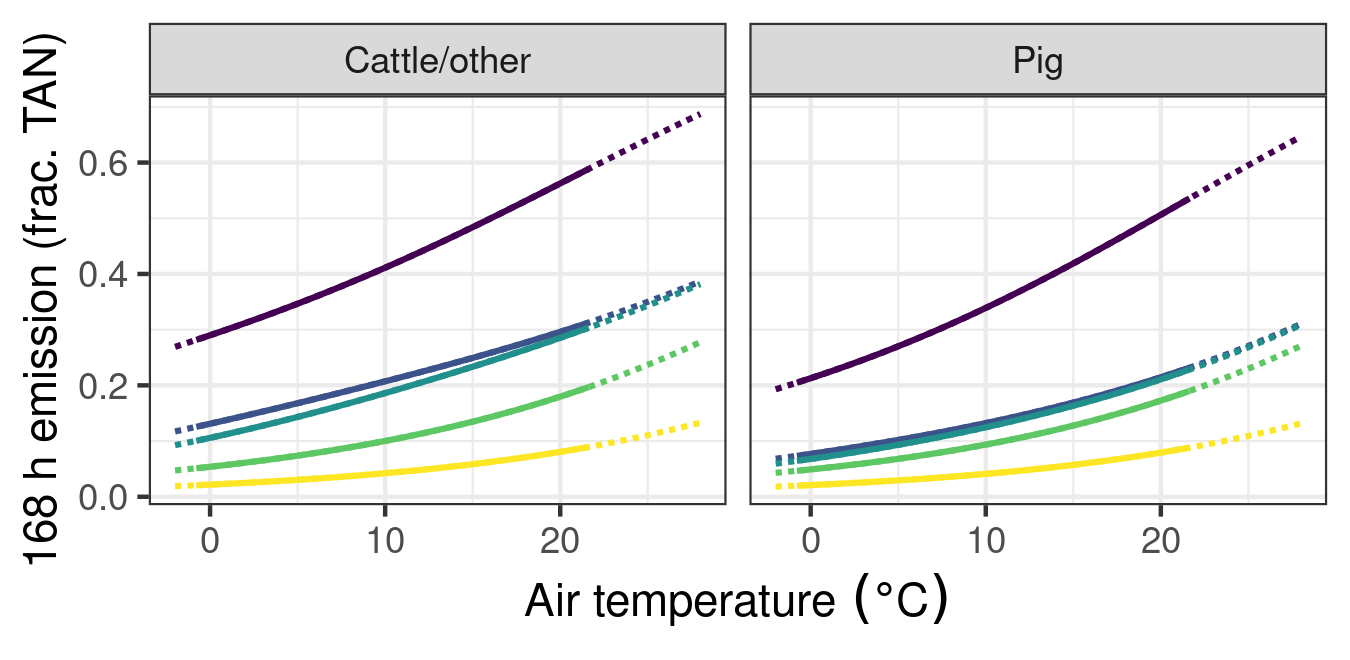 Cattle/other
Pig
168 h emission (frac. TAN)
0.6
0.4
0.2
0.0
0 10 20
0 10 20
Air temperature (°C)